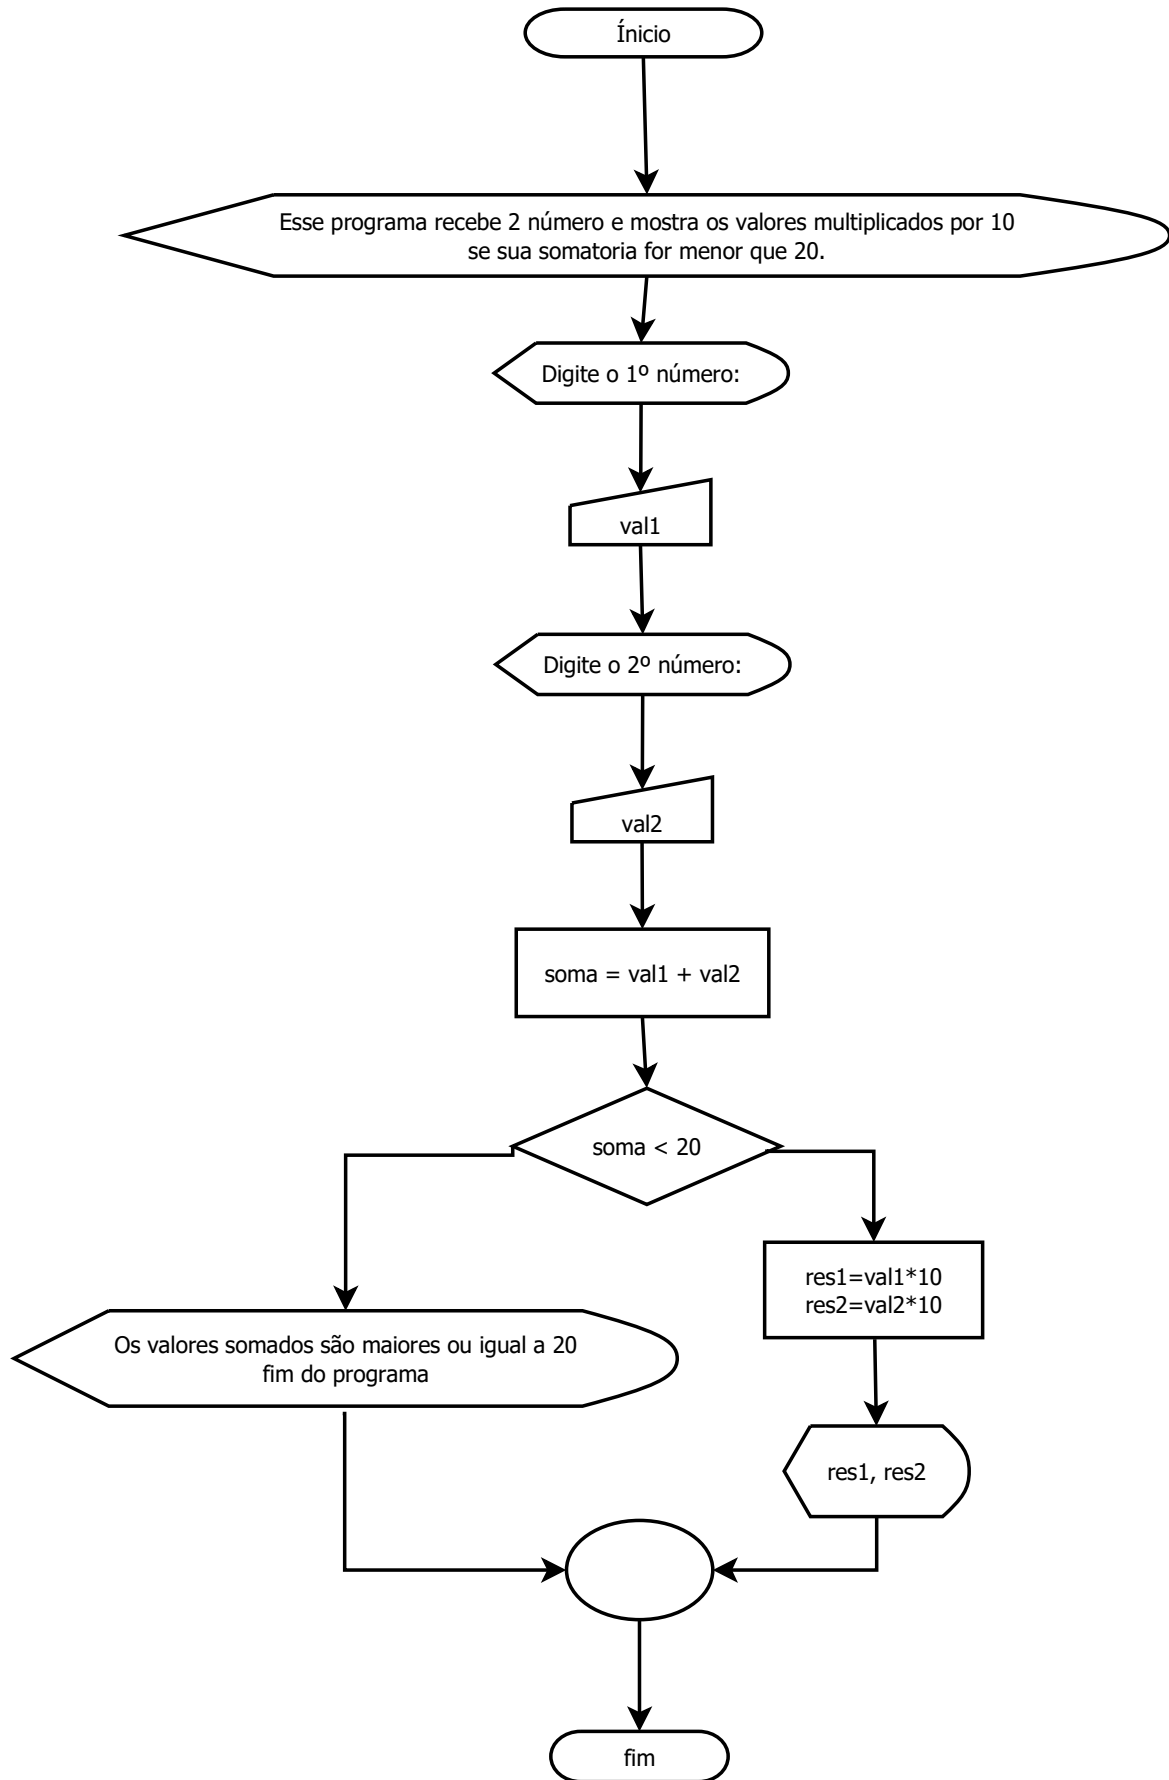 Ínicio
Esse programa recebe 2 número e mostra os valores multiplicados por 10
se sua somatoria for menor que 20.
Digite o 1º número:
val1
Digite o 2º número:
val2
soma = val1 + val2
soma < 20
res1=val1*10
res2=val2*10
Os valores somados são maiores ou igual a 20
fim do programa
res1, res2
fim